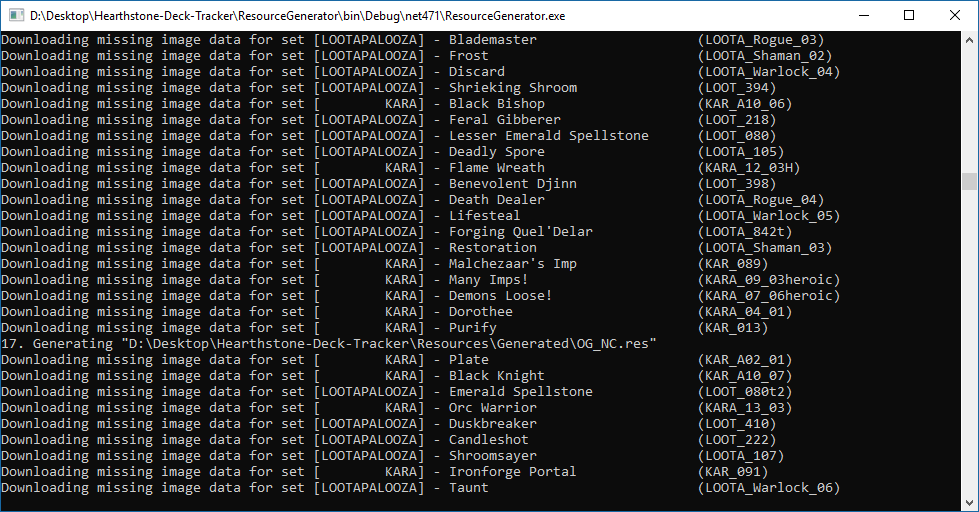 D:\Desktop\Hearthstone-Deck-Tracker\ResourceGenerator\bin\Debug\net471\ResourceGenerator.exe
Downloading missing image data for set [LOOTAPALOOZA] - Blademaster                    (LOOTA_Rogue_03)
Downloading missing image data for set [LOOTAPALOOZA] - Frost                          (LOOTA_Shaman_02)
Downloading missing image data for set [LOOTAPALOOZA] - Discard                        (LOOTA_Warlock_04)
Downloading missing image data for set [LOOTAPALOOZA] - Shrieking Shroom               (LOOT_394)
Downloading missing image data for set [        KARA] - Black Bishop                   (KAR_A10_06)
Downloading missing image data for set [LOOTAPALOOZA] - Feral Gibberer                 (LOOT_218)
Downloading missing image data for set [LOOTAPALOOZA] - Lesser Emerald Spellstone      (LOOT_080)
Downloading missing image data for set [LOOTAPALOOZA] - Deadly Spore                   (LOOTA_105)
Downloading missing image data for set [        KARA] - Flame Wreath                   (KARA_12_03H)
Downloading missing image data for set [LOOTAPALOOZA] - Benevolent Djinn               (LOOT_398)
Downloading missing image data for set [LOOTAPALOOZA] - Death Dealer                   (LOOTA_Rogue_04)
Downloading missing image data for set [LOOTAPALOOZA] - Lifesteal                      (LOOTA_Warlock_05)
Downloading missing image data for set [LOOTAPALOOZA] - Forging Quel'Delar             (LOOTA_842t)
Downloading missing image data for set [LOOTAPALOOZA] - Restoration                    (LOOTA_Shaman_03)
Downloading missing image data for set [        KARA] - Malchezaar's Imp               (KAR_089)
Downloading missing image data for set [        KARA] - Many Imps!                     (KARA_09_03heroic)
Downloading missing image data for set [        KARA] - Demons Loose!                  (KARA_07_06heroic)
Downloading missing image data for set [        KARA] - Dorothee                       (KARA_04_01)
Downloading missing image data for set [        KARA] - Purify                         (KAR_013)
17. Generating "D:\Desktop\Hearthstone-Deck-Tracker\Resources\Generated\OG_NC.res"
Downloading missing image data for set [        KARA] - Plate                          (KAR_A02_01)
Downloading missing image data for set [        KARA] - Black Knight                   (KAR_A10_07)
Downloading missing image data for set [LOOTAPALOOZA] - Emerald Spellstone             (LOOT_080t2)
Downloading missing image data for set [        KARA] - Orc Warrior                    (KARA_13_03)
Downloading missing image data for set [LOOTAPALOOZA] - Duskbreaker                    (LOOT_410)
Downloading missing image data for set [LOOTAPALOOZA] - Candleshot                     (LOOT_222)
Downloading missing image data for set [LOOTAPALOOZA] - Shroomsayer                    (LOOTA_107)
Downloading missing image data for set [        KARA] - Ironforge Portal               (KAR_091)
Downloading missing image data for set [LOOTAPALOOZA] - Taunt                          (LOOTA_Warlock_06)